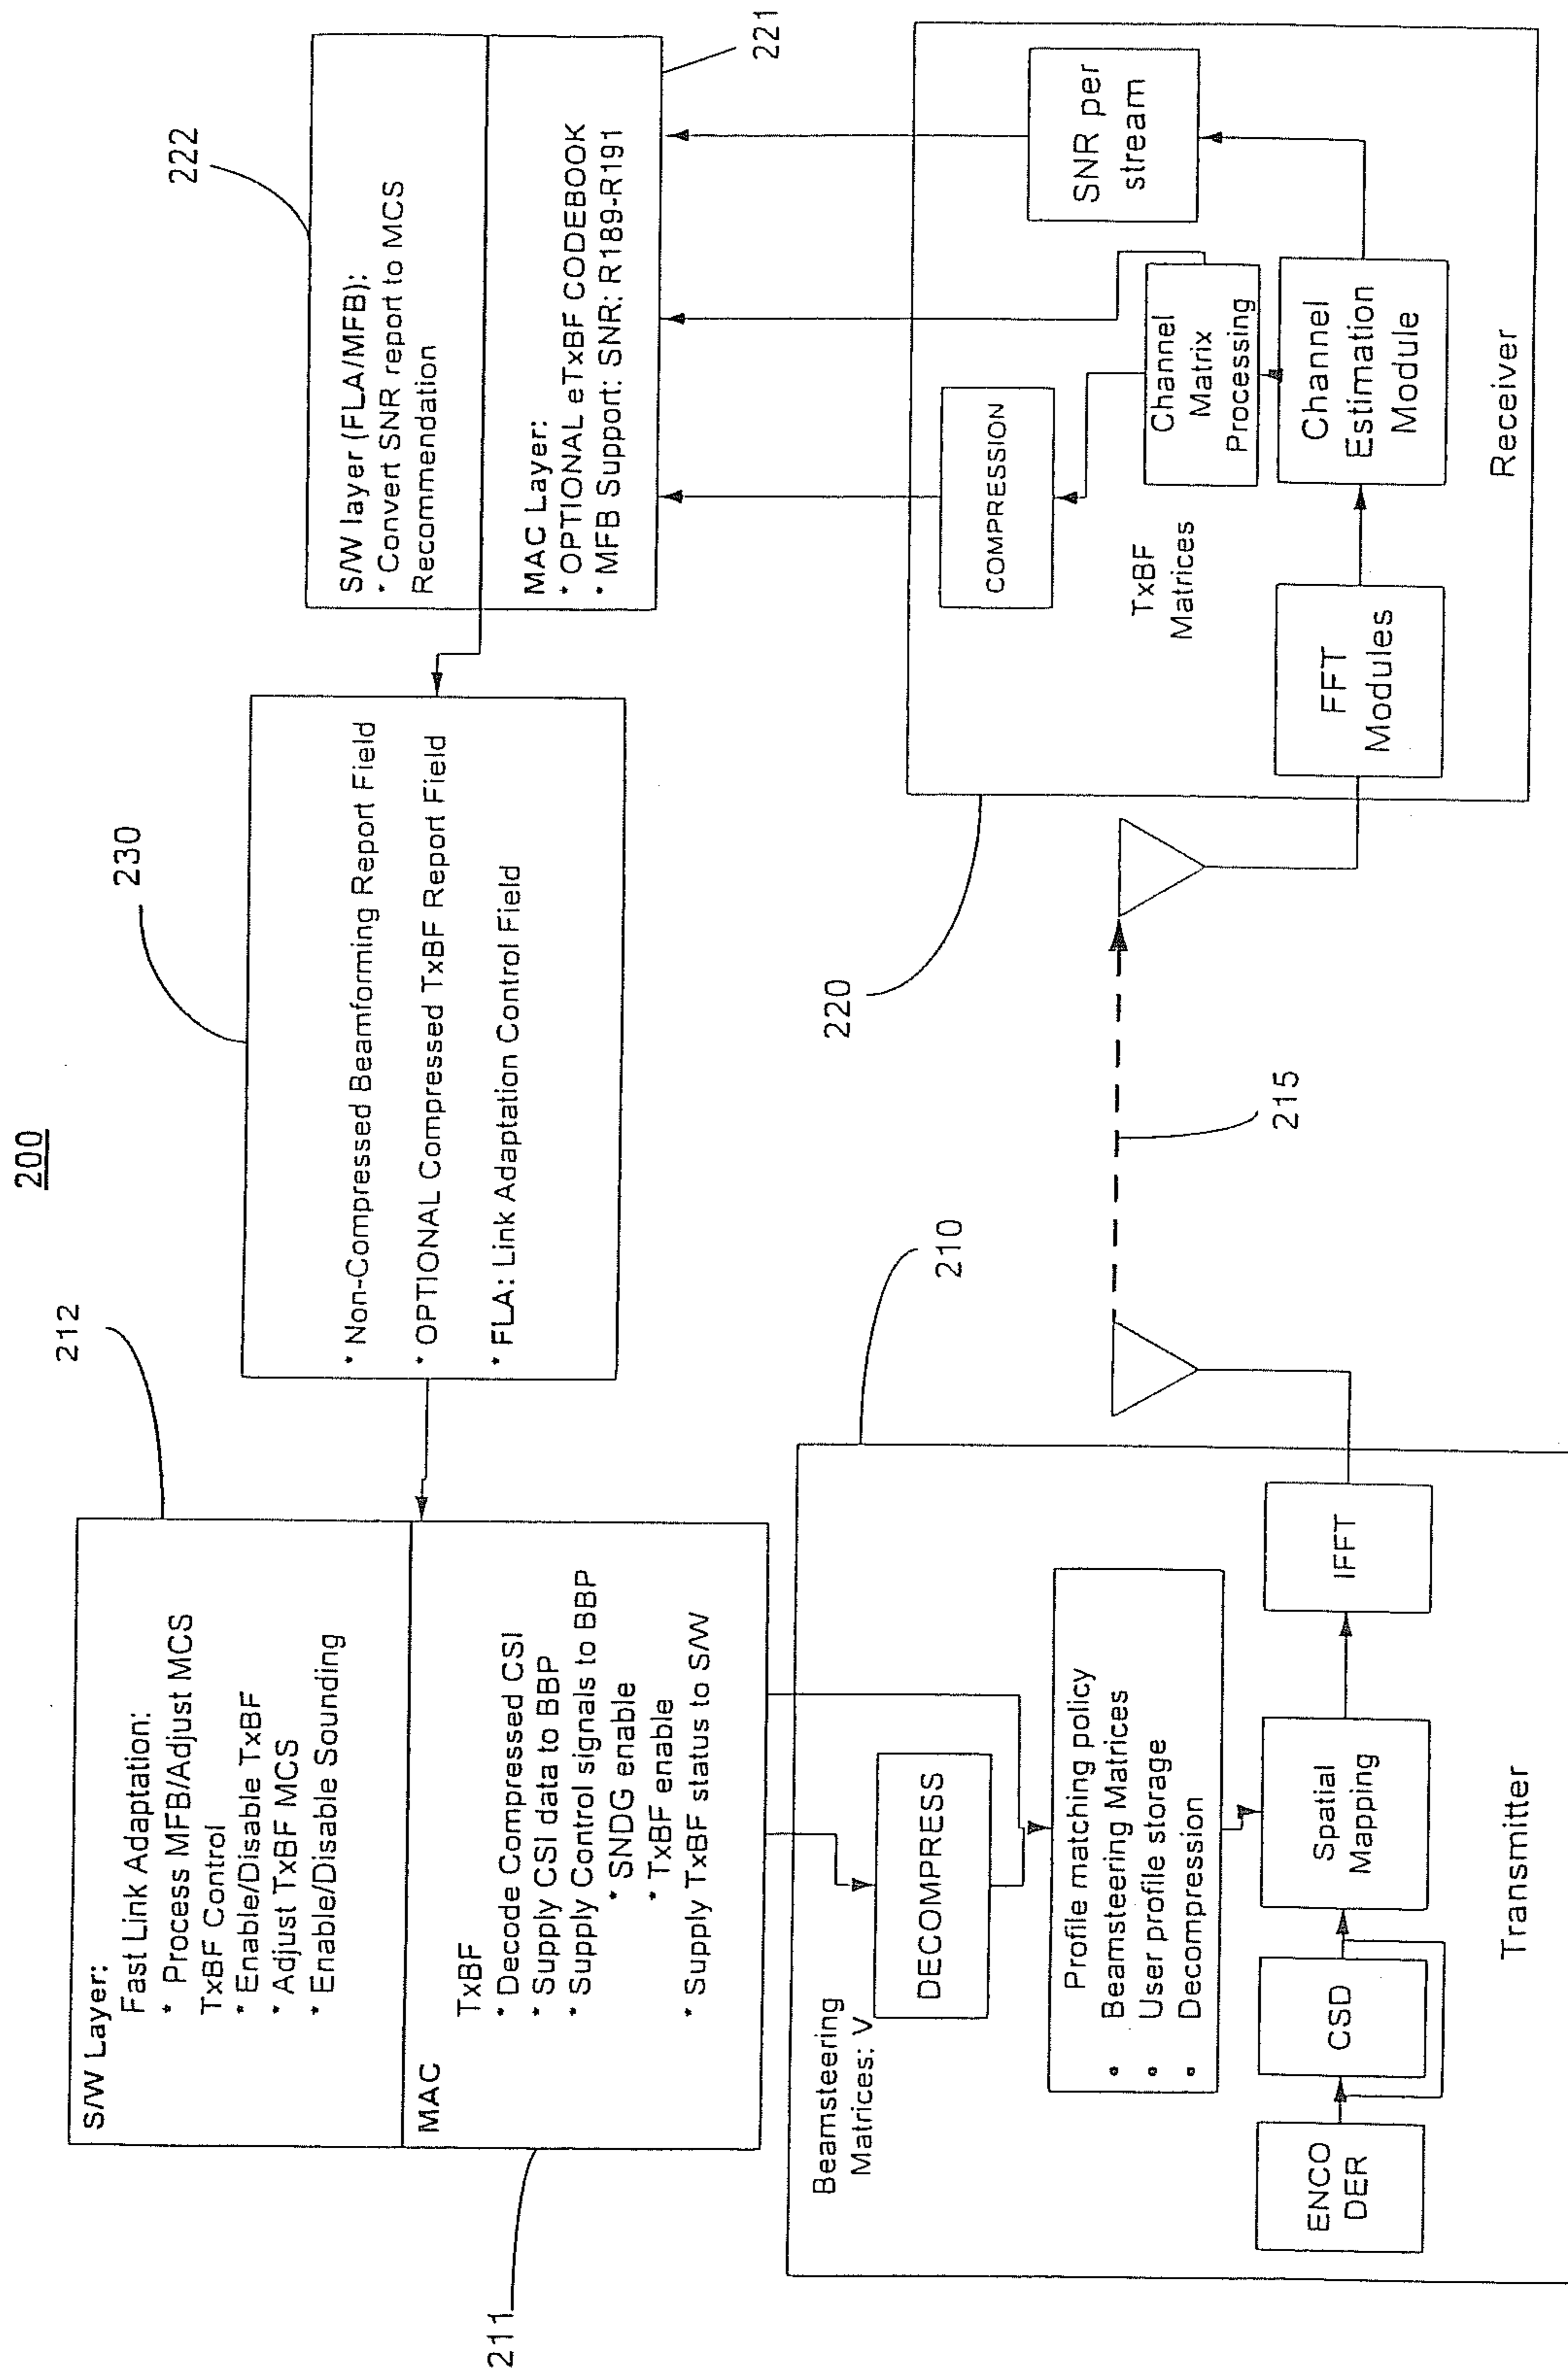 200
212
S/W Layer:
Fast Link Adaptation:
* Process MFB/Adjust MCS
TxBF Control
* Enable/Disable TxBF
* Adjust TxBF MCS
* Enable/Disable Sounding
MAC
TxBF
* Decode Compressed CSI
* Supply CSI data to BBP
* Supply Control signals to BBP
* SNDG enable
* TxBF enable
* Supply TxBF status to S/W
211
230
* Non-Compressed Beamforming Report Field
* OPTIONAL Compressed TxBF Report Field
* FLA: Link Adaptation Control Field
222
S/W layer (FLA/MFB):
* Convert SNR report to MCS
Recommendation
MAC Layer:
* OPTIONAL eTxBF CODEBOOK
* MFB Support: SNR: R189-R191
221
210
Beamsteering
Matrices: V
DECOMPRESS
Profile matching policy
• Beamsteering Matrices
• User profile storage
• Decompression
ENCO
DER
CSD
Spatial
Mapping
IFFT
Transmitter
215
220
COMPRESSION
TxBF
Matrices
Channel
Matrix
Processing
SNR per
stream
FFT
Modules
Channel
Estimation
Module
Receiver